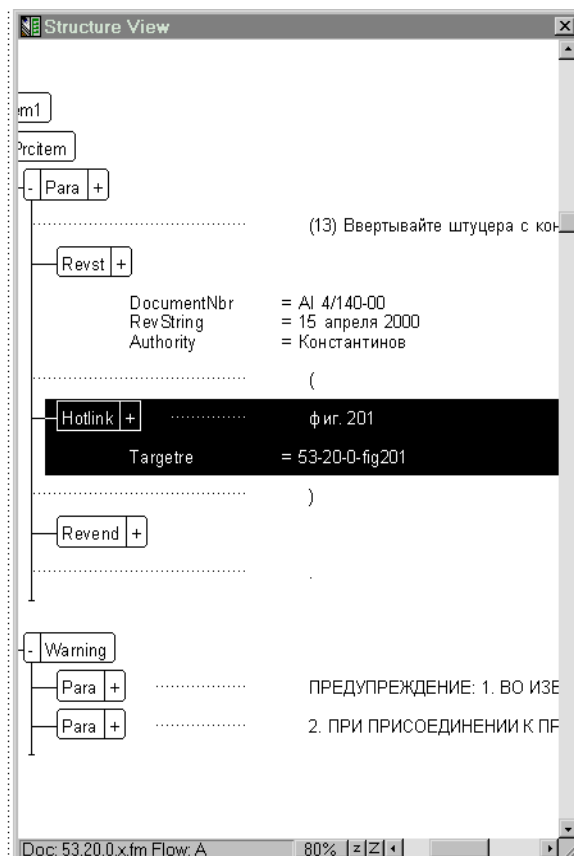 Structure View
em1
Prcitem
- Para +
(13) Ввертывайте штуцера с кон
Revst +
DocumentNbr = AI 4/140-00
RevString = 15 апреля 2000
Authority = Константинов
(
Hotlink + фиг. 201
Targetre = 53-20-0-fig201
)
Revend +
.
- Warning
Para + ПРЕДУПРЕЖДЕНИЕ: 1. ВО ИЗБ
Para + 2. ПРИ ПРИСОЕДИНЕНИИ К ПР
Doc: 53.20.0.x.fm Flow: A 80% z Z